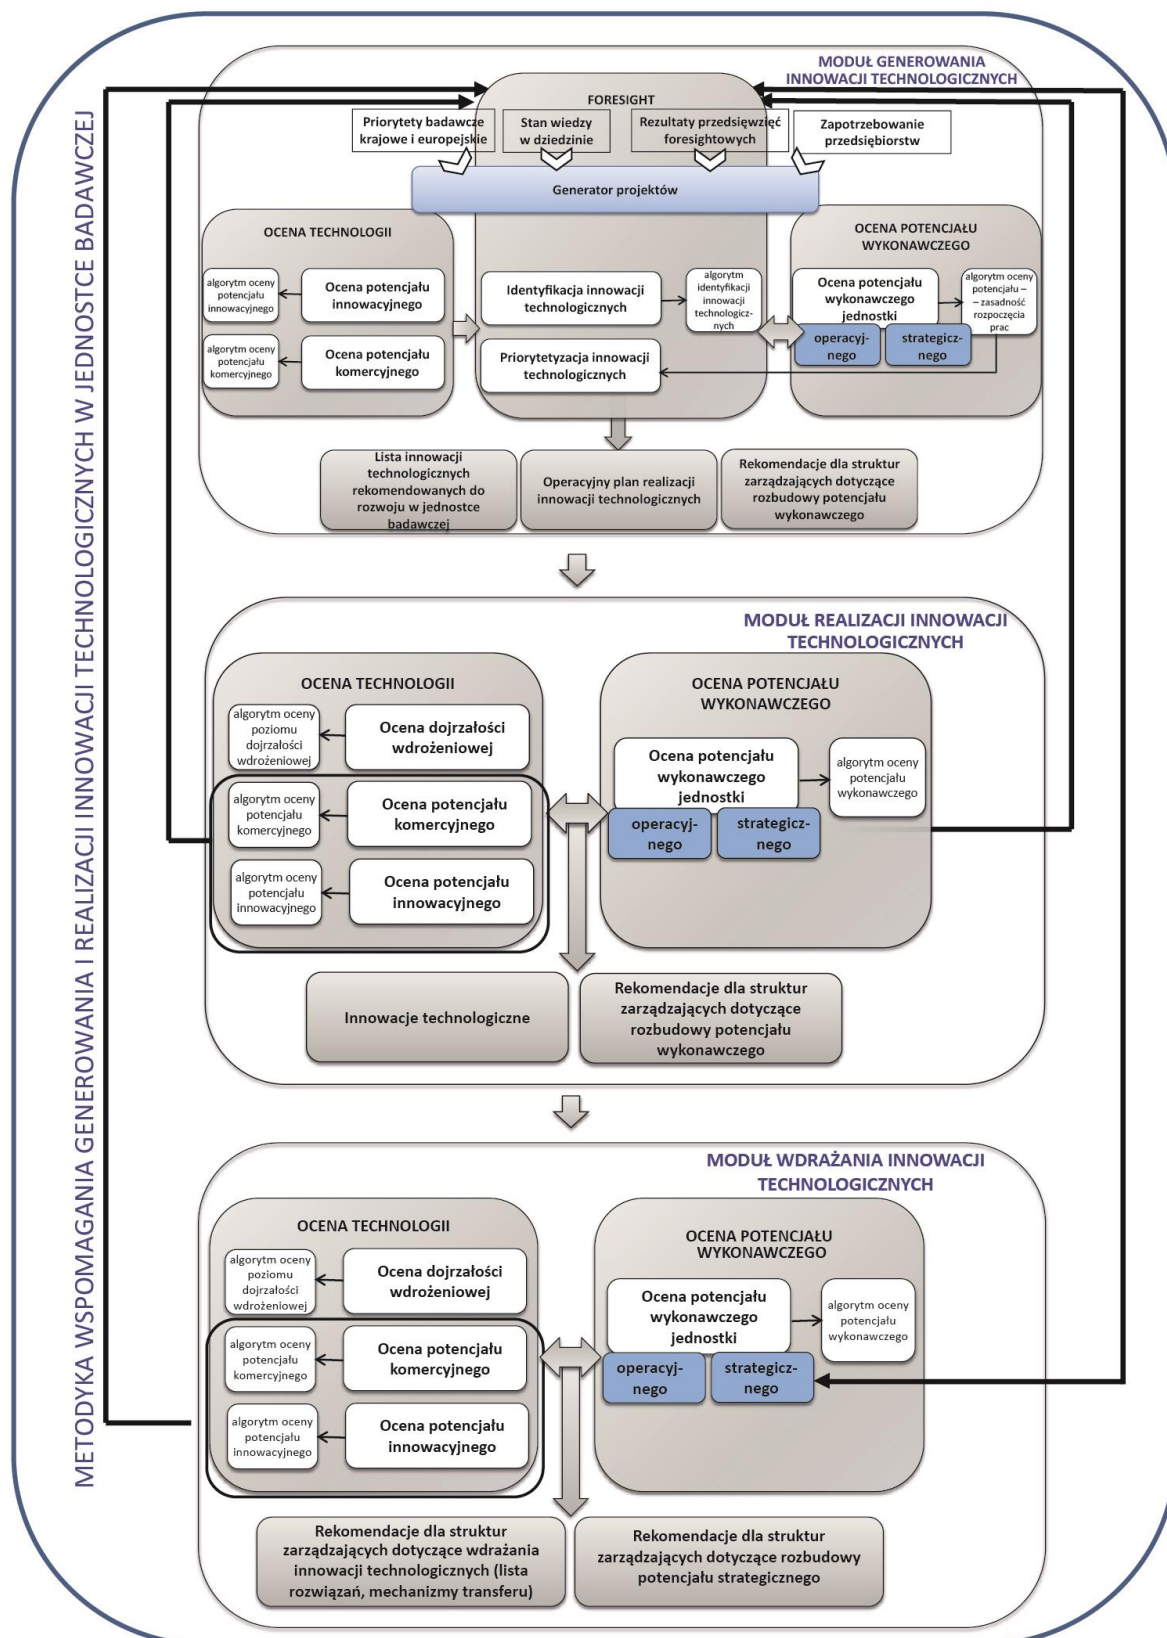 METODYKA WSPOMAGANIA GENEROWANIA I REALIZACJI INNOWACJI TECHNOLOGICZNYCH W JEDNOSTCE BADAWCZEJ
MODUŁ GENEROWANIA
INNOWACJI TECHNOLOGICZNYCH
FORESIGHT
Priorytety badawcze
krajowe i europejskie
Stan wiedzy
w dziedzinie
Rezultaty przedsięwzięć
foresightowych
Zapotrzebowanie
przedsiębiorstw
Generator projektów
OCENA TECHNOLOGII
algorytm oceny
potencjału
innowacyjnego
Ocena potencjału
innowacyjnego
algorytm oceny
potencjału
komercyjnego
Ocena potencjału
komercyjnego
Identyfikacja innowacji
technologicznych
algorytm
identyfikacji
innowacji
technologicz-
nych
Priorytetyzacja innowacji
technologicznych
OCENA POTENCJAŁU
WYKONAWCZEGO
Ocena potencjału
wykonawczego
jednostki
operacyj-
nego
strategicz-
nego
algorytm oceny
potencjału –
– zasadność
rozpoczęcia
prac
Lista innowacji
technologicznych
rekomendowanych do
rozwoju w jednostce
badawczej
Operacyjny plan realizacji
innowacji technologicznych
Rekomendacje dla struktur
zarządzających dotyczące
rozbudowy potencjału
wykonawczego
MODUŁ REALIZACJI INNOWACJI
TECHNOLOGICZNYCH
OCENA TECHNOLOGII
algorytm oceny
poziomu
dojrzałości
wdrożeniowej
Ocena dojrzałości
wdrożeniowej
algorytm oceny
potencjału
komercyjnego
Ocena potencjału
komercyjnego
algorytm oceny
potencjału
innowacyjnego
Ocena potencjału
innowacyjnego
OCENA POTENCJAŁU
WYKONAWCZEGO
Ocena potencjału
wykonawczego
jednostki
operacyj-
nego
strategicz-
nego
algorytm oceny
potencjału
wykonawczego
Innowacje technologiczne
Rekomendacje dla struktur
zarządzających dotyczące
rozbudowy potencjału
wykonawczego
MODUŁ WDRAŻANIA INNOWACJI
TECHNOLOGICZNYCH
OCENA TECHNOLOGII
algorytm oceny
poziomu
dojrzałości
wdrożeniowej
Ocena dojrzałości
wdrożeniowej
algorytm oceny
potencjału
komercyjnego
Ocena potencjału
komercyjnego
algorytm oceny
potencjału
innowacyjnego
Ocena potencjału
innowacyjnego
OCENA POTENCJAŁU
WYKONAWCZEGO
Ocena potencjału
wykonawczego
jednostki
operacyj-
nego
strategicz-
nego
algorytm oceny
potencjału
wykonawczego
Rekomendacje dla struktur
zarządzających dotyczące wdrażania
innowacji technologicznych (lista
rozwiązań, mechanizmy transferu)
Rekomendacje dla struktur
zarządzających dotyczące rozbudowy
potencjału strategicznego